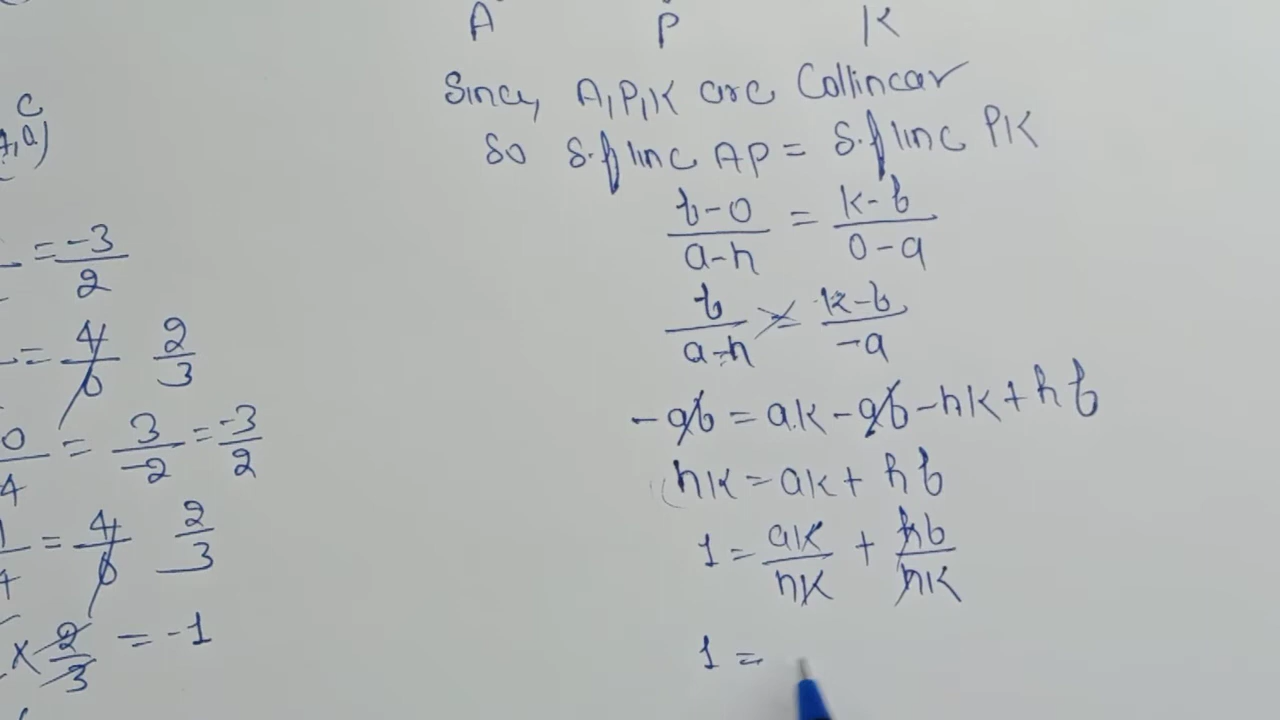 C
,a)
= -3/2
= 4/6 2/3
0/4 = 3/-2 = -3/2
= 4/6 2/3
× 2/3 = -1
A P K
Since, A,P,K are Collinear
So S.f line AP = S.f line PK
b-0/a-h = k-b/0-a
b/a-h = k-b/-a
-ab = ak - ab - hk + hb
hk = ak + hb
1 = ak/hk + hb/hk
1 =